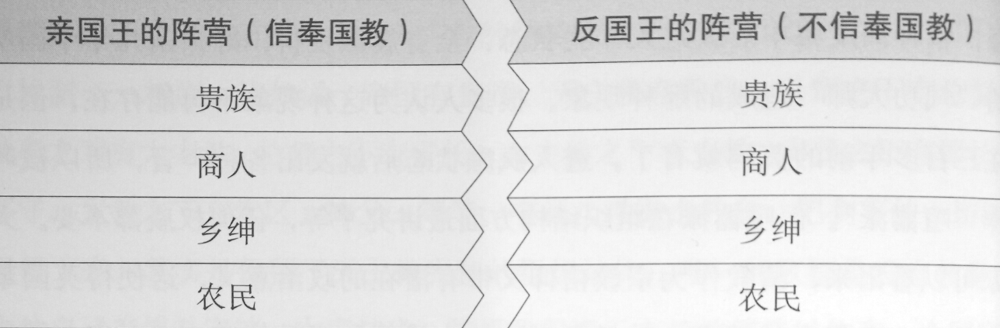 亲国王的阵营（信奉国教） 反国王的阵营（不信奉国教）
贵族 贵族
商人 商人
乡绅 乡绅
农民 农民